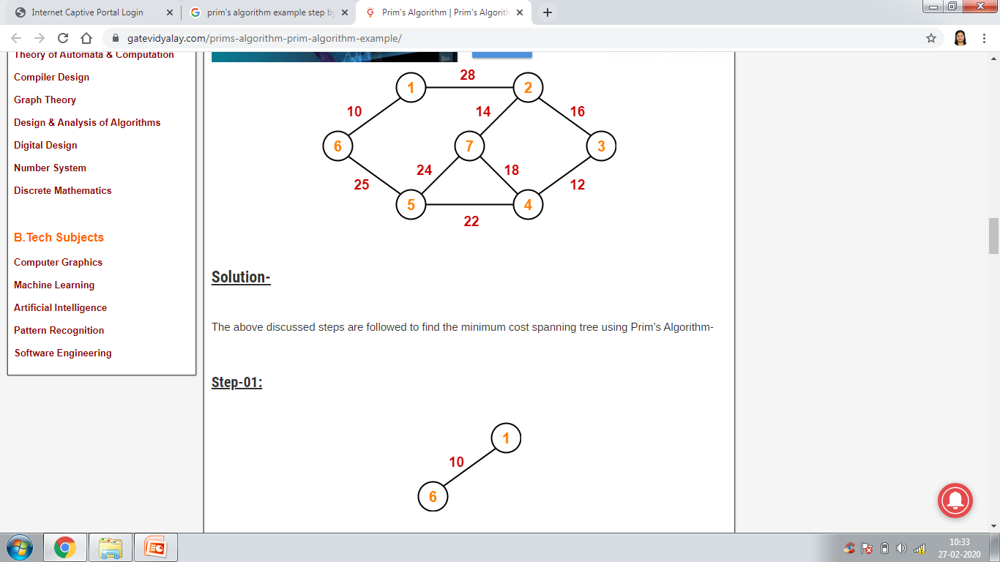 Internet Captive Portal Login
prim's algorithm example step by
Prim's Algorithm | Prim's Algorith
gatevidyalay.com/prims-algorithm-prim-algorithm-example/
Theory of Automata & Computation
Compiler Design
Graph Theory
Design & Analysis of Algorithms
Digital Design
Number System
Discrete Mathematics
B.Tech Subjects
Computer Graphics
Machine Learning
Artificial Intelligence
Pattern Recognition
Software Engineering
28
1 2
10 14 16
6 7 3
24 18
25 12
5 4
22
Solution-
The above discussed steps are followed to find the minimum cost spanning tree using Prim's Algorithm-
Step-01:
1
10
6
10:33
27-02-2020